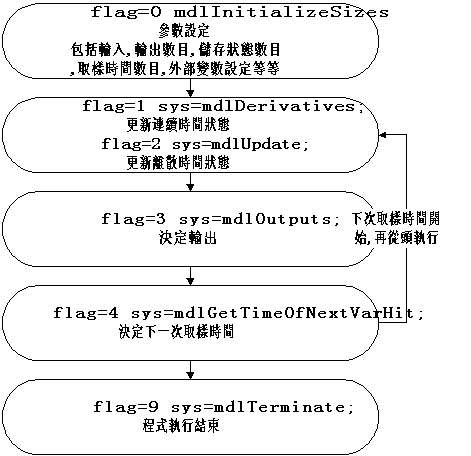 flag=0 mdlInitializeSizes
參數設定
包括輸入,輸出數目,儲存狀態數目
,取樣時間數目,外部變數設定等等
flag=1 sys=mdlDerivatives;
更新連續時間狀態
flag=2 sys=mdlUpdate;
更新離散時間狀態
flag=3 sys=mdlOutputs;
決定輸出
下次取樣時間開
始,再從頭執行
flag=4 sys=mdlGetTimeOfNextVarHit;
決定下一次取樣時間
flag=9 sys=mdlTerminate;
程式執行結束